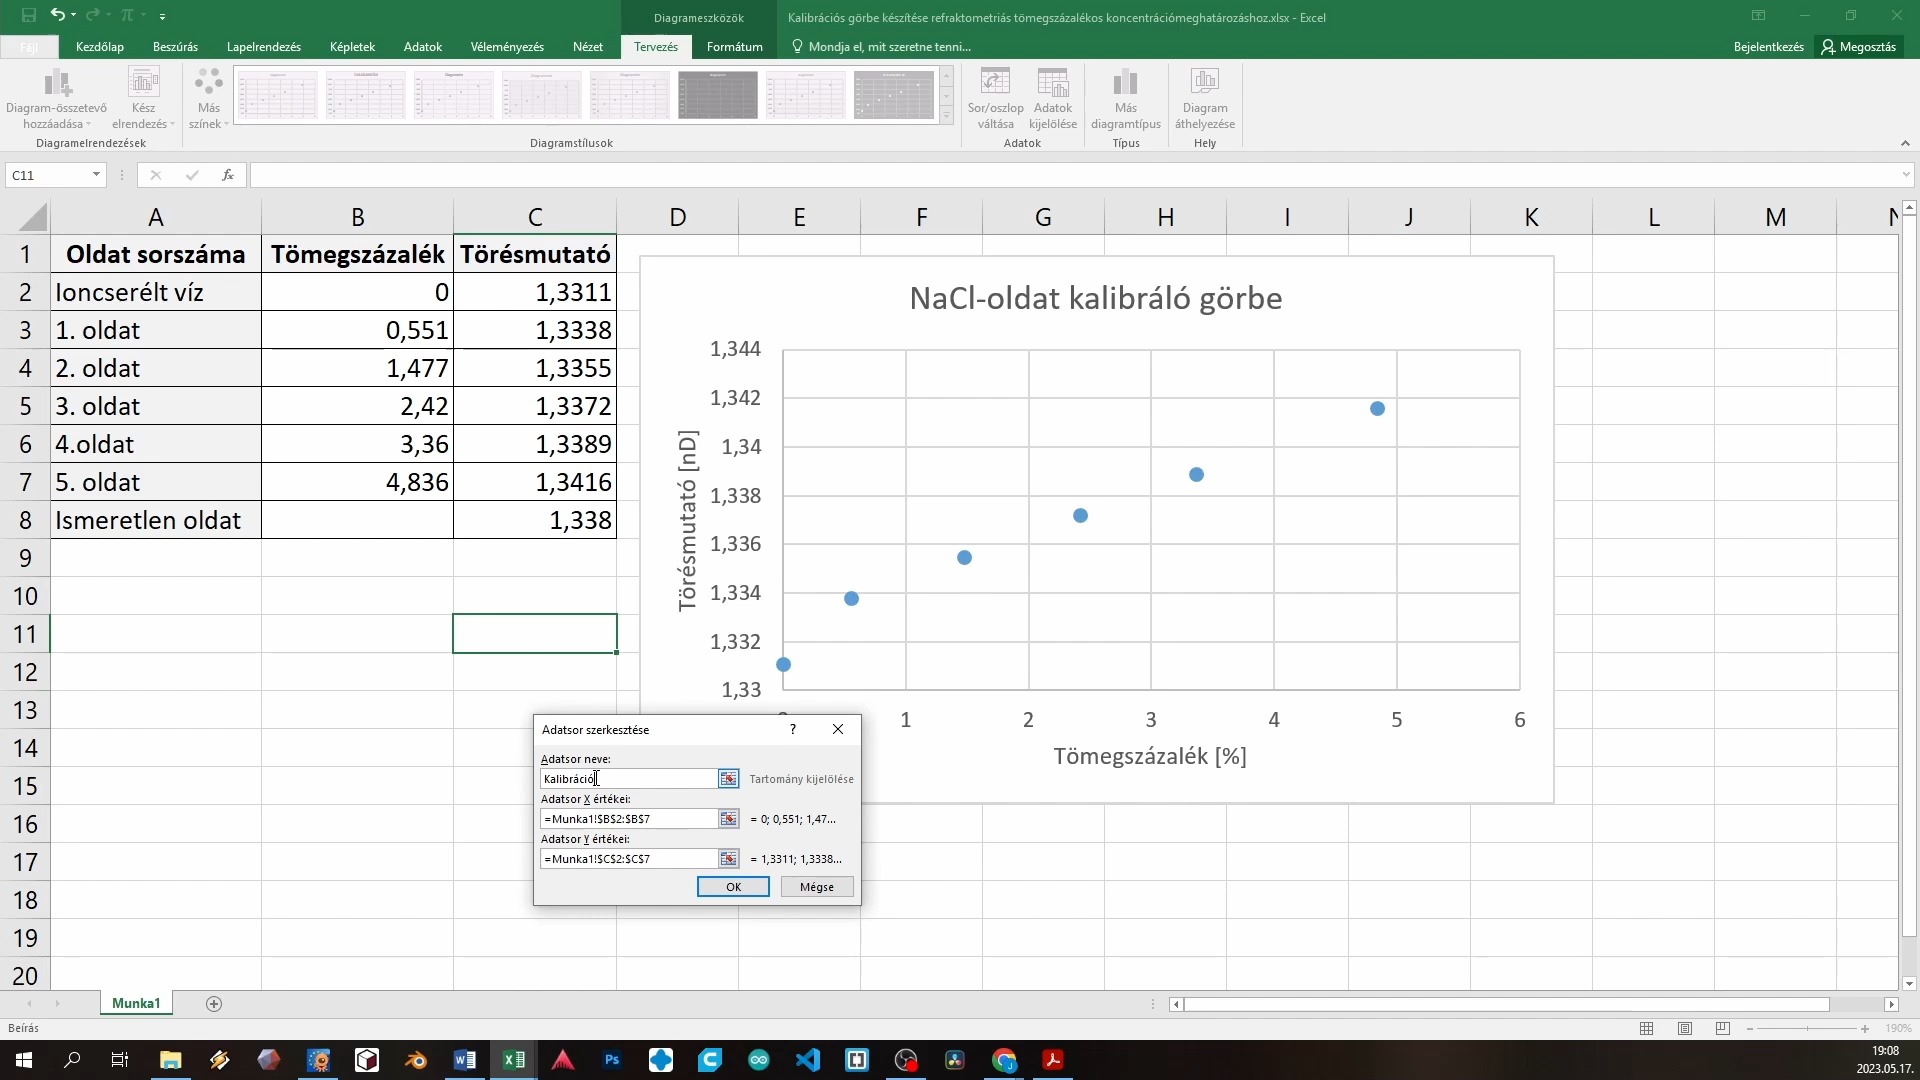 Diagrameszközök
Kalibrációs görbe készítése refraktometriás tömegszázalékos koncentrációmeghatározáshoz.xlsx - Excel
Fájl Kezdőlap Beszúrás Lapelrendezés Képletek Adatok Véleményezés Nézet Tervezés Formátum Mondja el, mit szeretne tenni... Bejelentkezés Megosztás
Diagram-összetevő hozzáadása
Kész elrendezés
Más színek
Sor/oszlop váltása
Adatok kijelölése
Más diagramtípus
Diagram áthelyezése
Diagramelrendezések Diagramstílusok Adatok Típus Hely
C11 fx
A B C D E F G H I J K L M N
1 Oldat sorszáma Tömegszázalék Törésmutató
2 Ioncserélt víz 0 1,3311
3 1. oldat 0,551 1,3338
4 2. oldat 1,477 1,3355
5 3. oldat 2,42 1,3372
6 4.oldat 3,36 1,3389
7 5. oldat 4,836 1,3416
8 Ismeretlen oldat 1,338
9
10
11
12
13
14
15
16
17
18
19
20
NaCl-oldat kalibráló görbe
1,344
1,342
1,34
1,338
1,336
1,334
1,332
1,33
Törésmutató [nD]
1 2 3 4 5 6
Tömegszázalék [%]
Adatsor szerkesztése ?
Adatsor neve:
Kalibráció Tartomány kijelölése
Adatsor X értékei:
=Munka1!$B$2:$B$7 = 0; 0,551; 1,47...
Adatsor Y értékei:
=Munka1!$C$2:$C$7 = 1,3311; 1,3338...
OK Mégse
Munka1
Beírás 190%
Ps
19:08
2023.05.17.